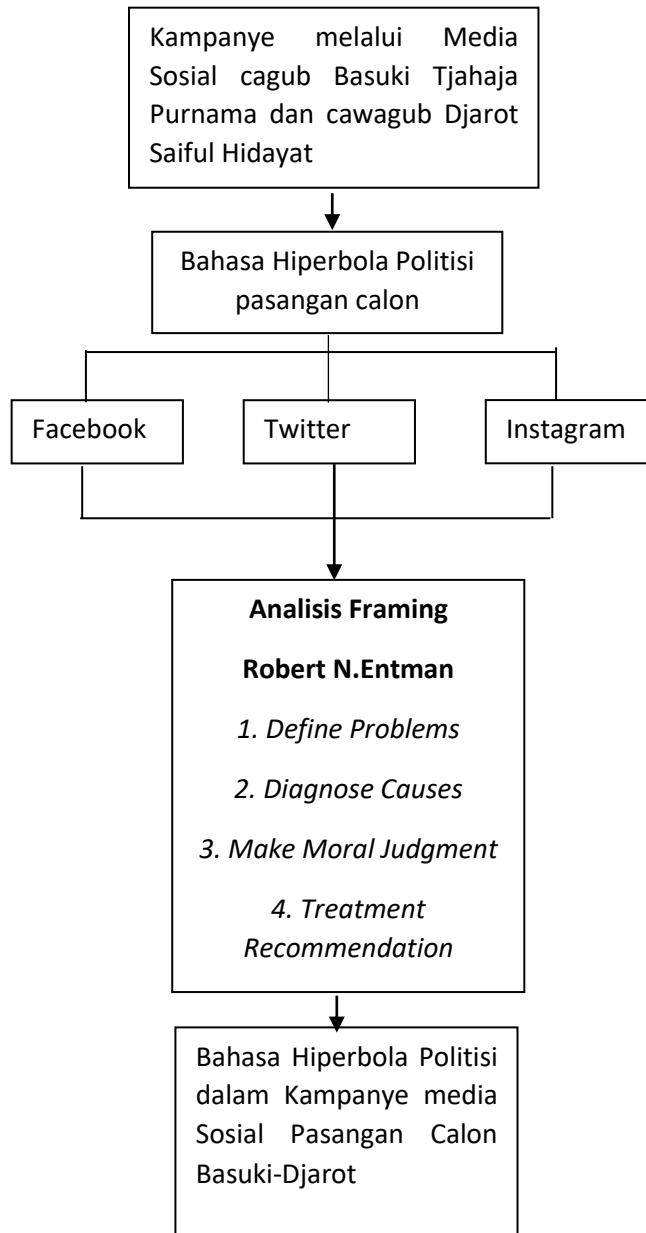 Kampanye melalui Media
Sosial cagub Basuki Tjahaja
Purnama dan cawagub Djarot
Saiful Hidayat
Bahasa Hiperbola Politisi
pasangan calon
Facebook
Twitter
Instagram
Analisis Framing
Robert N.Entman
1. Define Problems
2. Diagnose Causes
3. Make Moral Judgment
4. Treatment
Recommendation
Bahasa Hiperbola Politisi
dalam Kampanye media
Sosial Pasangan Calon
Basuki-Djarot